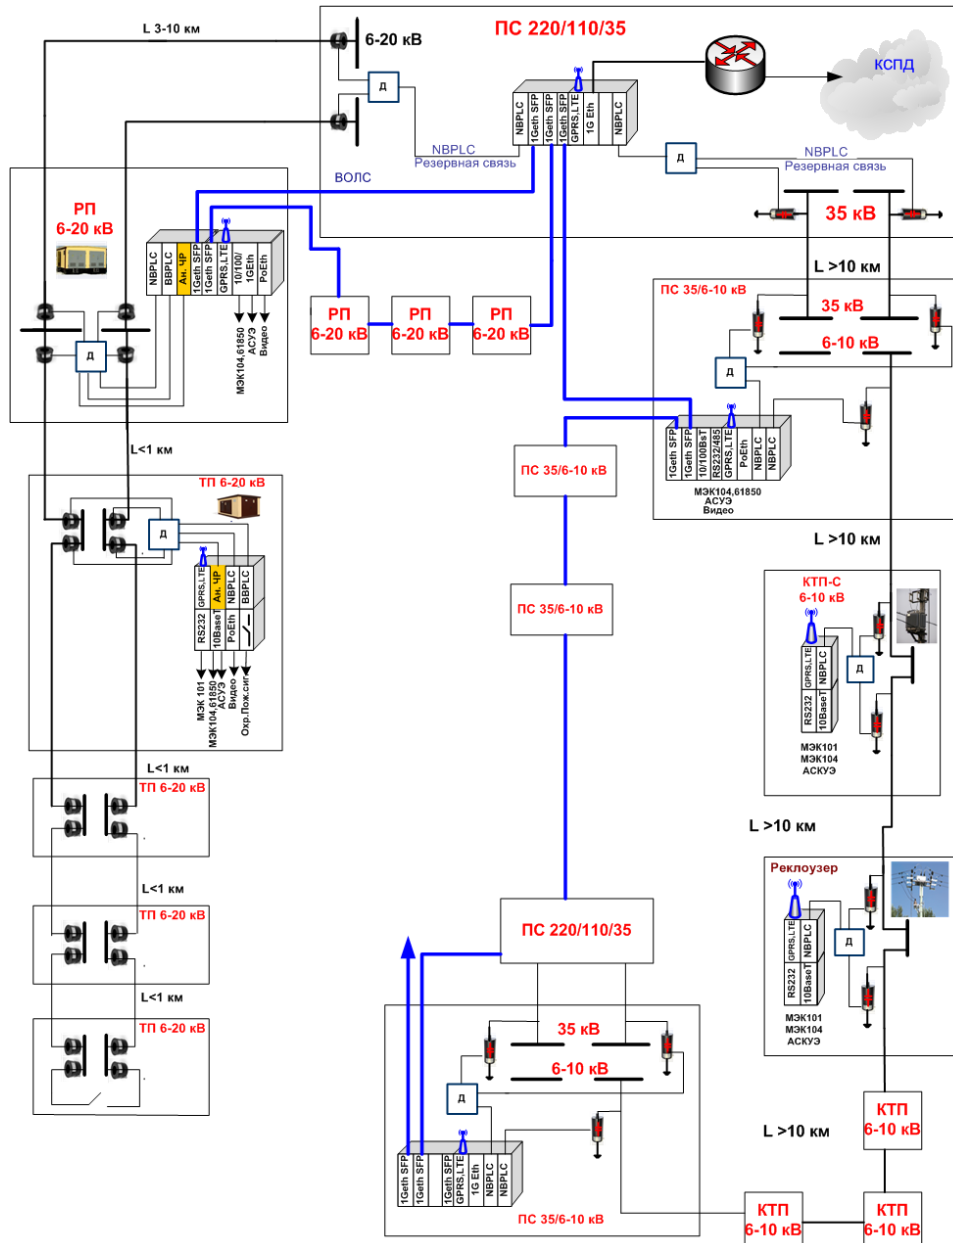 L 3-10 км
6-20 кВ
ПС 220/110/35
КСПД
Д
NBPLC
1Geth SFP
1Geth SFP
1Geth SFP
GPRS,LTE
1G Eth
NBPLC
NBPLC
Резервная связь
Д
NBPLC
Резервная связь
ВОЛС
35 кВ
L >10 км
РП
6-20 кВ
NBPLC
BBPLC
Ан. ЧР
1Geth SFP
1Geth SFP
GPRS,LTE
10/100/
1GEth
PoEth
МЭК104,61850
АСУЭ
Видео
Д
РП
6-20 кВ
РП
6-20 кВ
РП
6-20 кВ
ПС 35/6-10 кВ
35 кВ
6-10 кВ
Д
1Geth SFP
1Geth SFP
10/100BsT
RS232/485
GPRS,LTE
PoEth
NBPLC
NBPLC
МЭК104,61850
АСУЭ
Видео
L<1 км
ПС 35/6-10 кВ
L >10 км
ТП 6-20 кВ
Д
GPRS,LTE
Ан. ЧР
NBPLC
BBPLC
RS232
10BaseT
PoEth
МЭК 101
МЭК104,61850
АСУЭ
Видео
Охр.Пож.сиг
ПС 35/6-10 кВ
КТП-С
6-10 кВ
GPRS,LTE
NBPLC
RS232
10BaseT
Д
МЭК101
МЭК104
АСКУЭ
L<1 км
ТП 6-20 кВ
L >10 км
L<1 км
ТП 6-20 кВ
Реклоузер
GPRS,LTE
NBPLC
RS232
10BaseT
Д
МЭК101
МЭК104
АСКУЭ
L<1 км
ТП 6-20 кВ
ПС 220/110/35
35 кВ
6-10 кВ
Д
1Geth SFP
1Geth SFP
1Geth SFP
GPRS,LTE
1G Eth
NBPLC
NBPLC
ПС 35/6-10 кВ
L >10 км
КТП
6-10 кВ
КТП
6-10 кВ
КТП
6-10 кВ